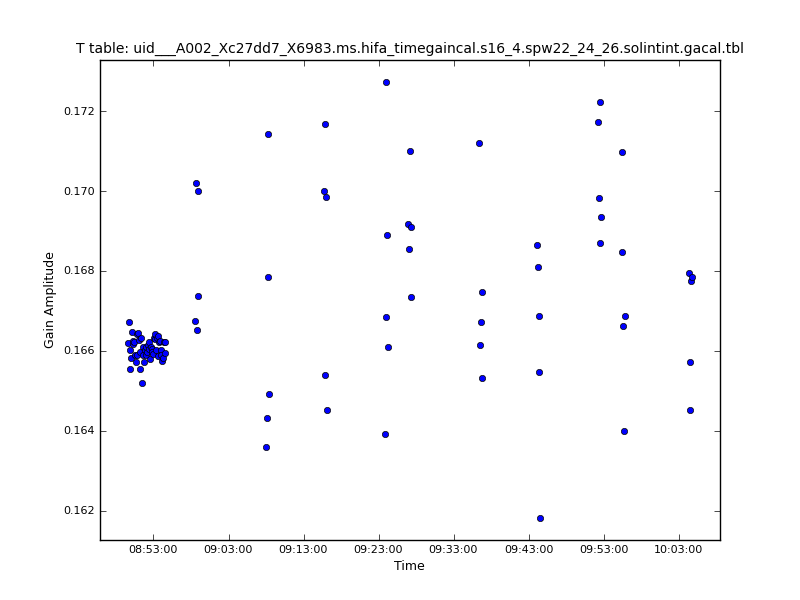 T table: uid___A002_Xc27dd7_X6983.ms.hifa_timegaincal.s16_4.spw22_24_26.solintint.gacal.tbl
0.172
0.170
0.168
0.166
0.164
0.162
Gain Amplitude
08:53:00 09:03:00 09:13:00 09:23:00 09:33:00 09:43:00 09:53:00 10:03:00
Time